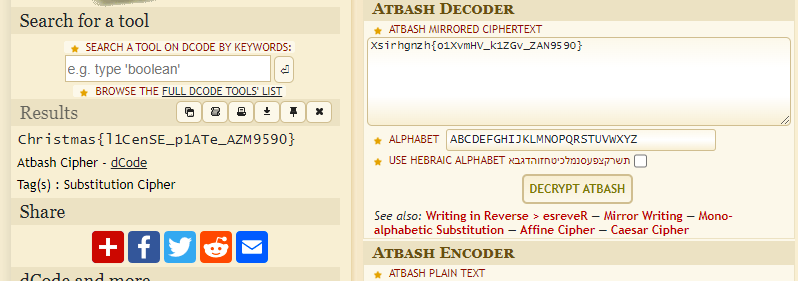 Search for a tool
SEARCH A TOOL ON DCODE BY KEYWORDS:
e.g. type 'boolean'
BROWSE THE FULL DCODE TOOLS' LIST
Results
Christmas{l1CenSE_p1ATe_AZM9590}
Atbash Cipher - dCode
Tag(s) : Substitution Cipher
Share
dCode and more
ATBASH DECODER
ATBASH MIRRORED CIPHERTEXT
Xsirhgnzh{o1XvmHV_k1ZGv_ZAN9590}
ALPHABET ABCDEFGHIJKLMNOPQRSTUVWXYZ
USE HEBRAIC ALPHABET תשרקצפעסנמלכיטחזוהדגבא
DECRYPT ATBASH
See also: Writing in Reverse > esreveR — Mirror Writing — Mono-
alphabetic Substitution — Affine Cipher — Caesar Cipher
ATBASH ENCODER
ATBASH PLAIN TEXT